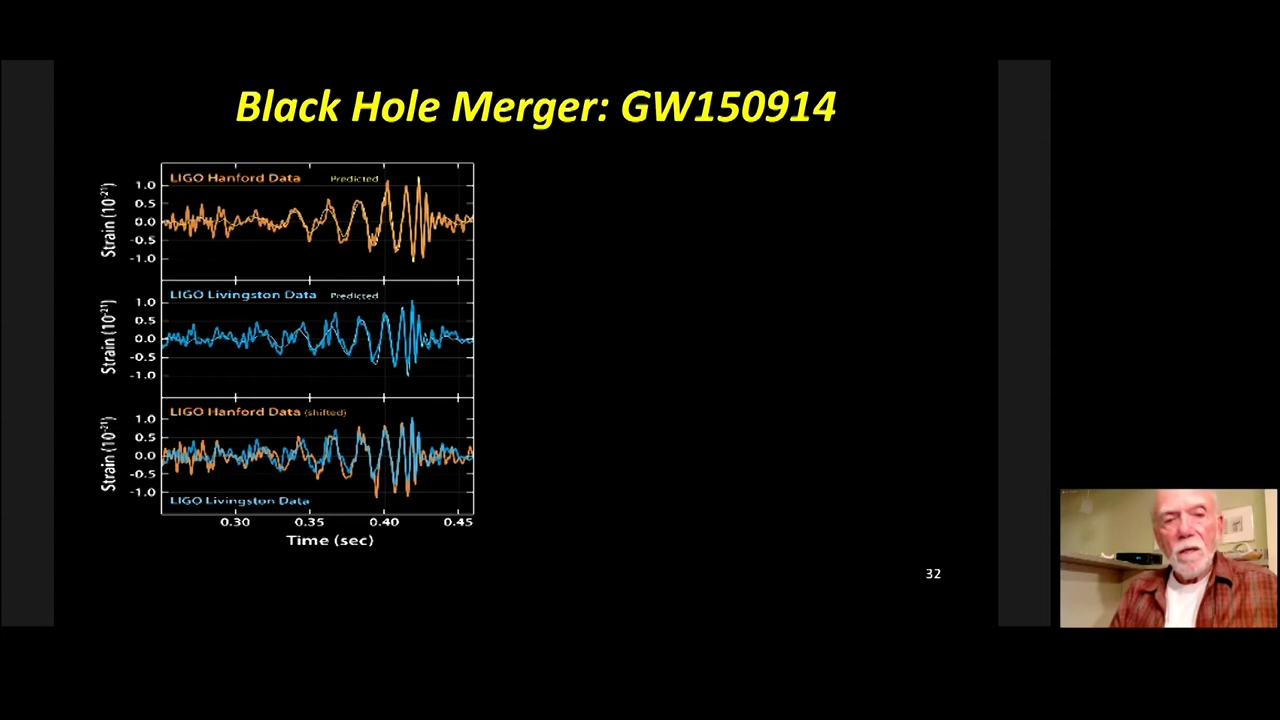 Black Hole Merger: GW150914
LIGO Hanford Data Predicted
Strain (10⁻²¹)
1.0
0.5
0.0
-0.5
-1.0
LIGO Livingston Data Predicted
Strain (10⁻²¹)
1.0
0.5
0.0
-0.5
-1.0
LIGO Hanford Data (shifted)
Strain (10⁻²¹)
1.0
0.5
0.0
-0.5
-1.0
LIGO Livingston Data
0.30 0.35 0.40 0.45
Time (sec)
32